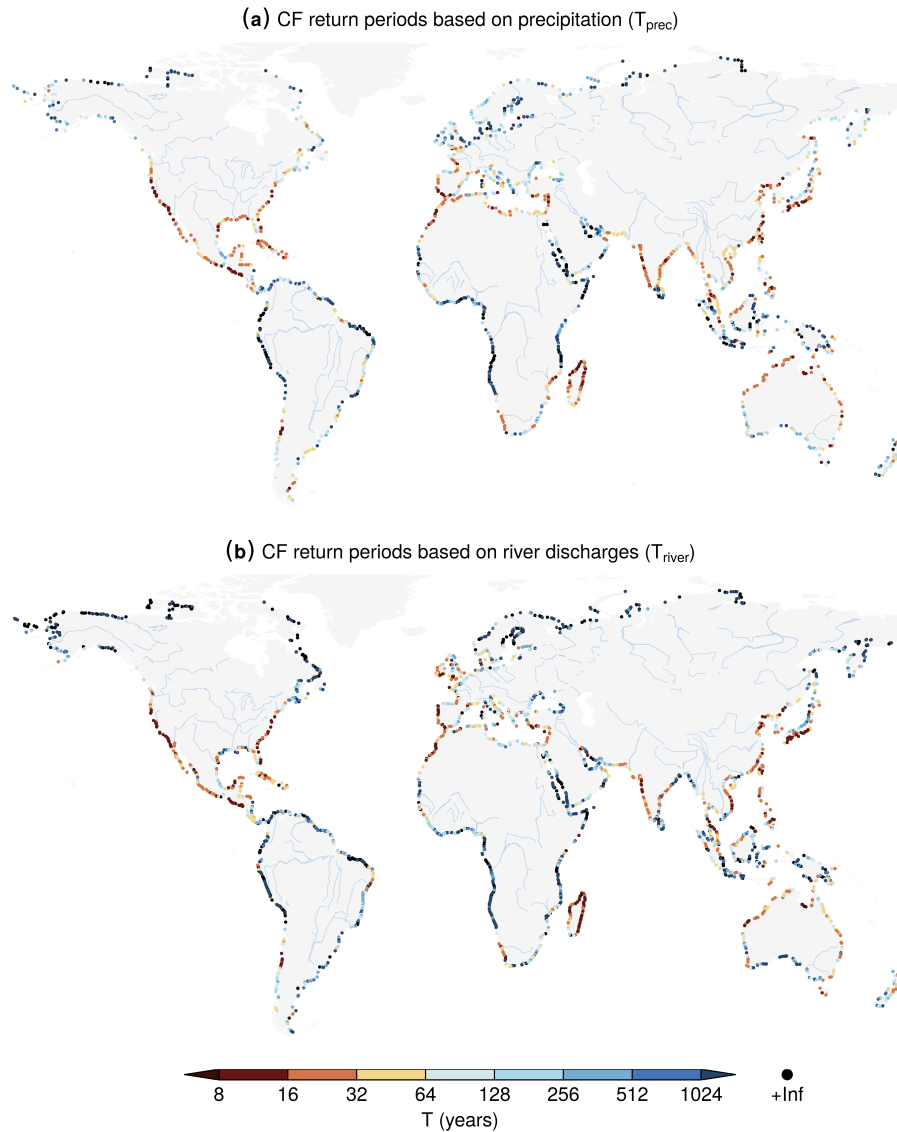 (a) CF return periods based on precipitation (Tprec)
(b) CF return periods based on river discharges (Triver)
8 16 32 64 128 256 512 1024 +Inf
T (years)